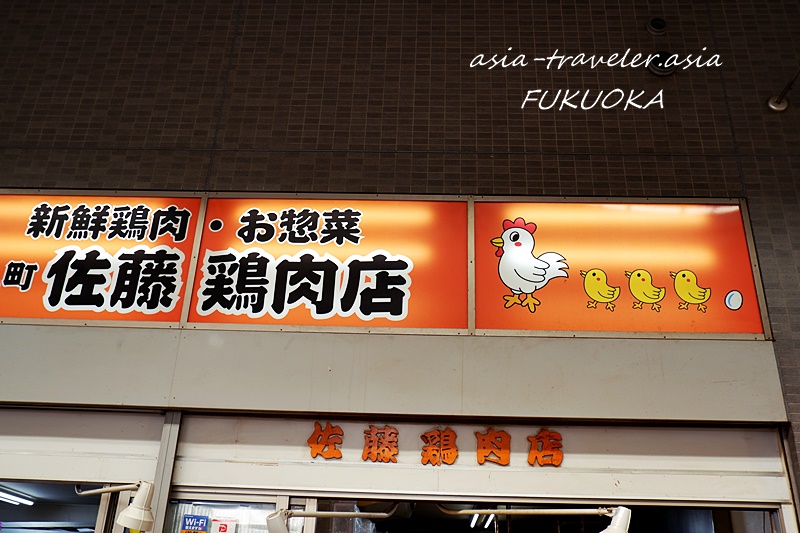 asia-traveler.asia
FUKUOKA
新鮮鶏肉・お惣菜
町 佐藤鶏肉店
佐藤鶏肉店
Wi-Fi